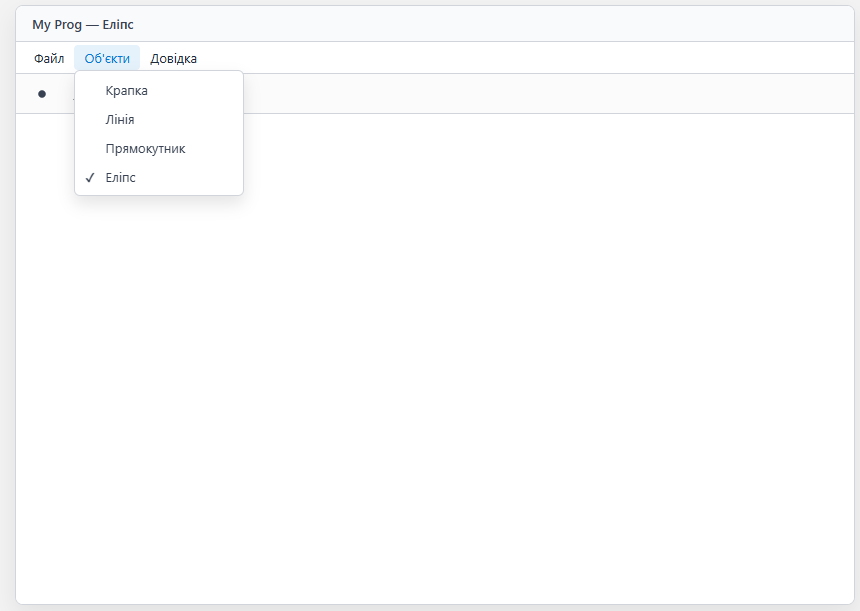 My Prog — Еліпс
Файл Об'єкти Довідка
Крапка
Лінія
Прямокутник
✓ Еліпс